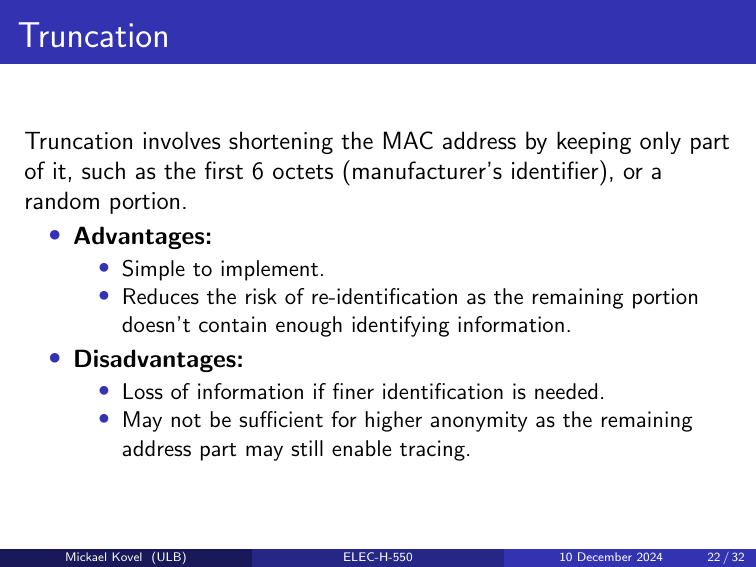 Truncation
Truncation involves shortening the MAC address by keeping only part
of it, such as the first 6 octets (manufacturer's identifier), or a
random portion.
• Advantages:
• Simple to implement.
• Reduces the risk of re-identification as the remaining portion
doesn't contain enough identifying information.
• Disadvantages:
• Loss of information if finer identification is needed.
• May not be sufficient for higher anonymity as the remaining
address part may still enable tracing.
Mickael Kovel (ULB) ELEC-H-550 10 December 2024 22 / 32